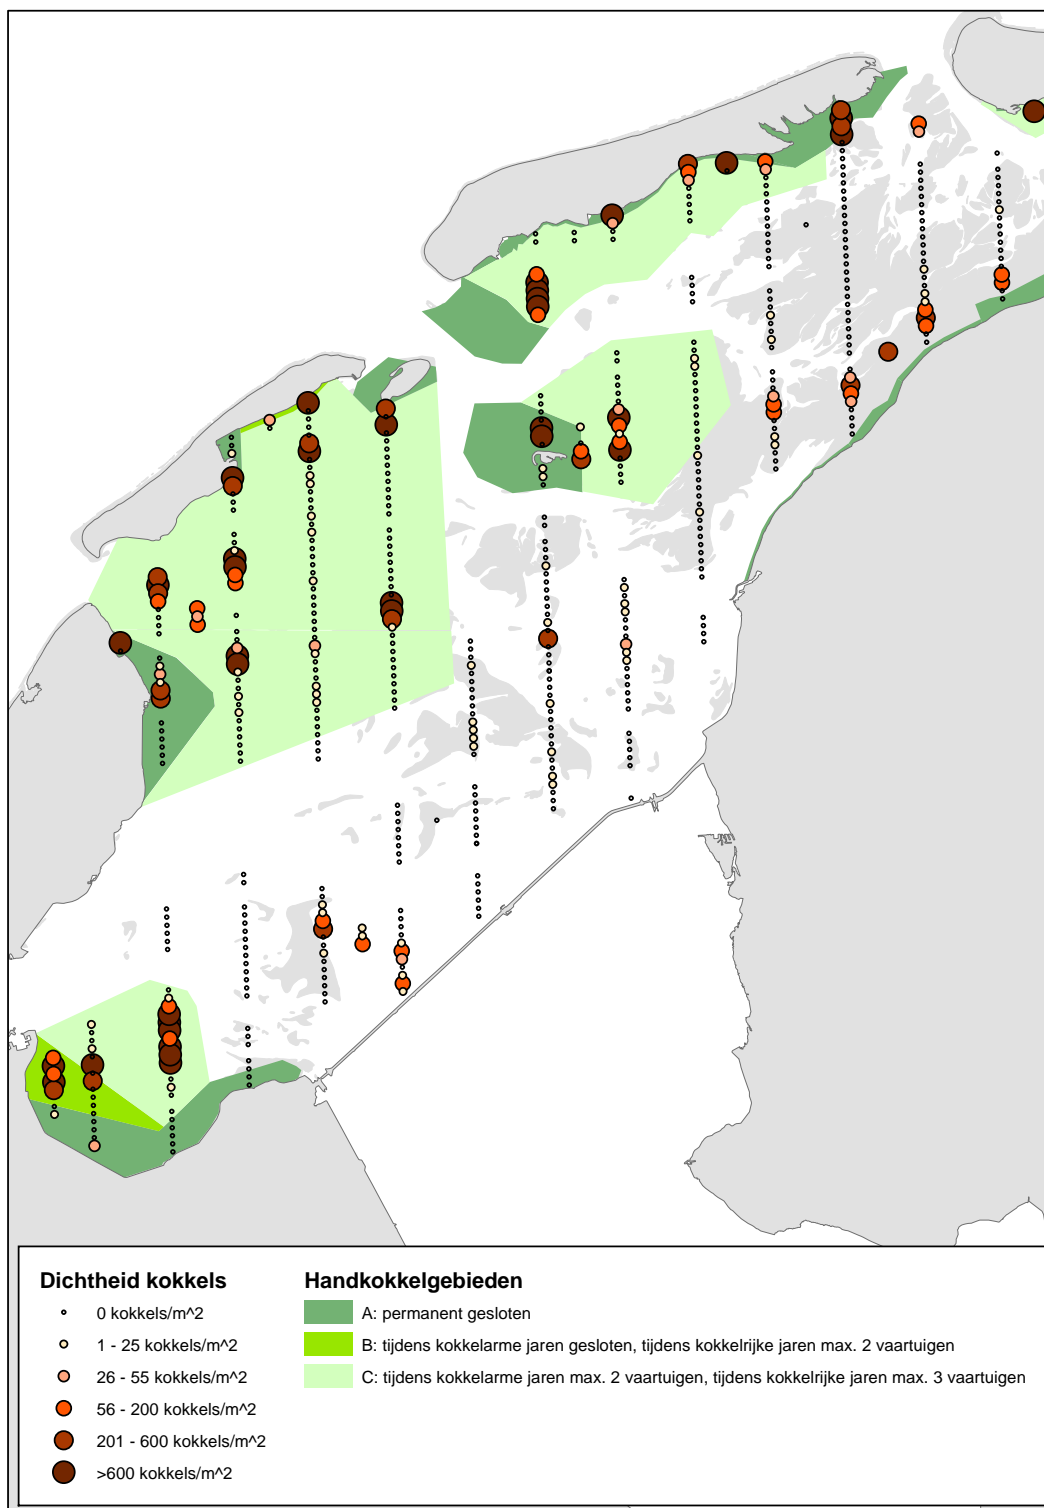 Dichtheid kokkels
0 kokkels/m^2
1 - 25 kokkels/m^2
26 - 55 kokkels/m^2
56 - 200 kokkels/m^2
201 - 600 kokkels/m^2
>600 kokkels/m^2
Handkokkelgebieden
A: permanent gesloten
B: tijdens kokkelarme jaren gesloten, tijdens kokkelrijke jaren max. 2 vaartuigen
C: tijdens kokkelarme jaren max. 2 vaartuigen, tijdens kokkelrijke jaren max. 3 vaartuigen